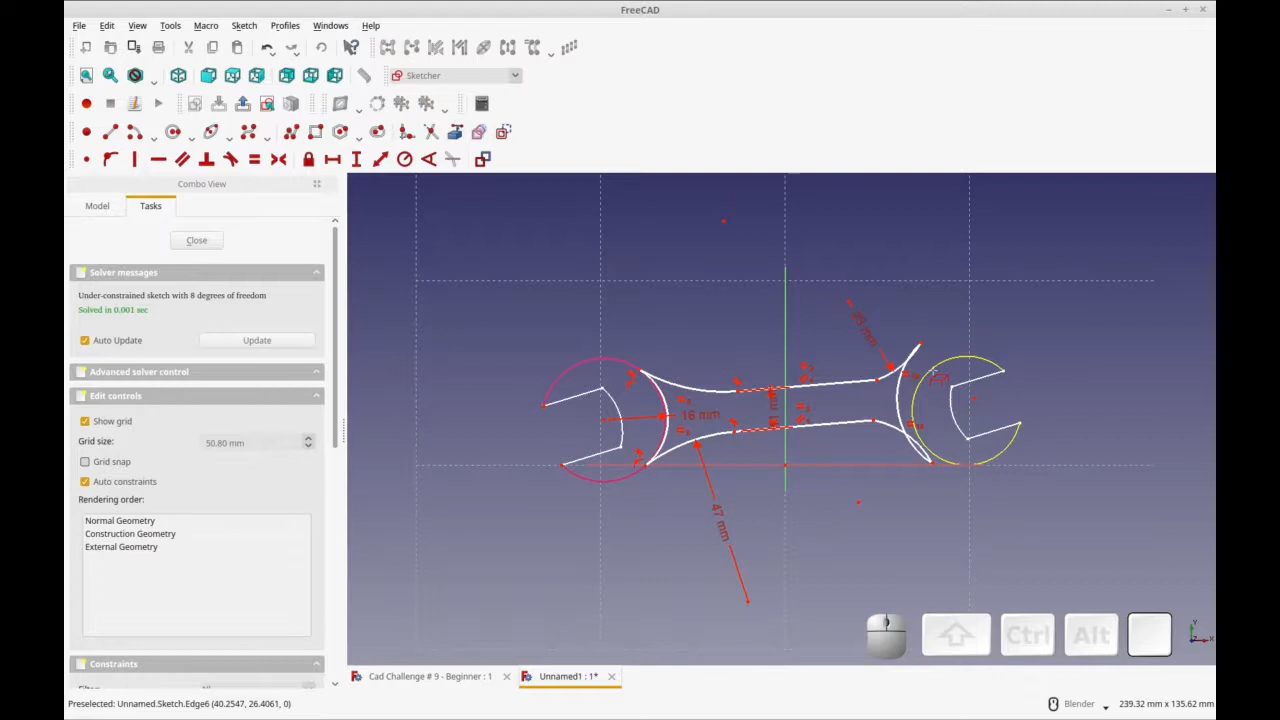 FreeCAD
File Edit View Tools Macro Sketch Profiles Windows Help
Sketcher
Combo View
Model Tasks
Close
Solver messages
Under-constrained sketch with 8 degrees of freedom
Solved in 0.001 sec
Auto Update Update
Advanced solver control
Edit controls
Show grid
Grid size: 50.80 mm
Grid snap
Auto constraints
Rendering order:
Normal Geometry
Construction Geometry
External Geometry
Constraints
16 mm
47 mm
Ctrl Alt
Cad Challenge # 9 - Beginner : 1
Unnamed1 : 1*
Preselected: Unnamed.Sketch.Edge6 (40.2547, 26.4061, 0)
Blender 239.32 mm x 135.62 mm